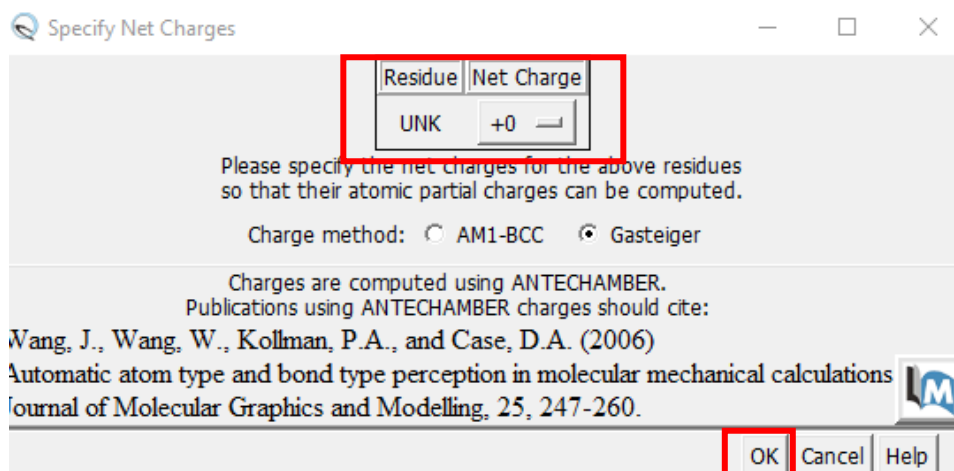 Specify Net Charges
Residue Net Charge
UNK +0
Please specify the net charges for the above residues
so that their atomic partial charges can be computed.
Charge method: AM1-BCC Gasteiger
Charges are computed using ANTECHAMBER.
Publications using ANTECHAMBER charges should cite:
Wang, J., Wang, W., Kollman, P.A., and Case, D.A. (2006)
Automatic atom type and bond type perception in molecular mechanical calculations
Journal of Molecular Graphics and Modelling, 25, 247-260.
M
OK Cancel Help